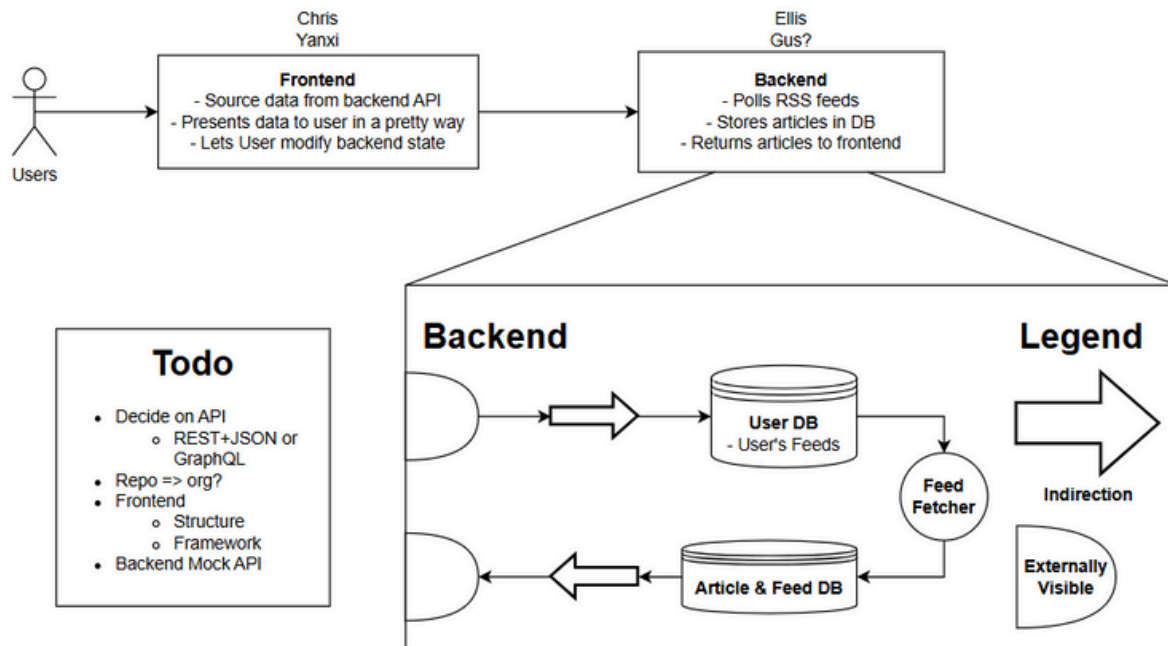 Chris
Yanxi
Ellis
Gus?
Users
Frontend
- Source data from backend API
- Presents data to user in a pretty way
- Lets User modify backend state
Backend
- Polls RSS feeds
- Stores articles in DB
- Returns articles to frontend
Todo
• Decide on API
o REST+JSON or
GraphQL
• Repo => org?
• Frontend
o Structure
o Framework
• Backend Mock API
Backend
User DB
- User's Feeds
Feed
Fetcher
Article & Feed DB
Legend
Indirection
Externally
Visible